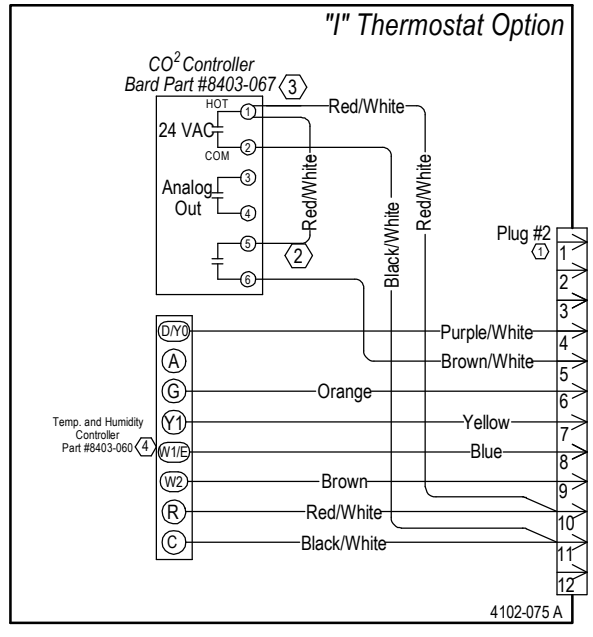 "I" Thermostat Option
CO² Controller
Bard Part #8403-067
3
HOT
1
Red/White
24 VAC
COM
2
Red/White
Black/White
Red/White
3
Analog
Out
4
5
2
6
Plug #2
1
1
2
3
D/Y0
Purple/White
4
A
Brown/White
5
G
Orange
6
Temp. and Humidity
Controller
Part #8403-060
4
Y1
Yellow
7
W1/E
Blue
8
W2
Brown
9
R
Red/White
10
C
Black/White
11
12
4102-075 A